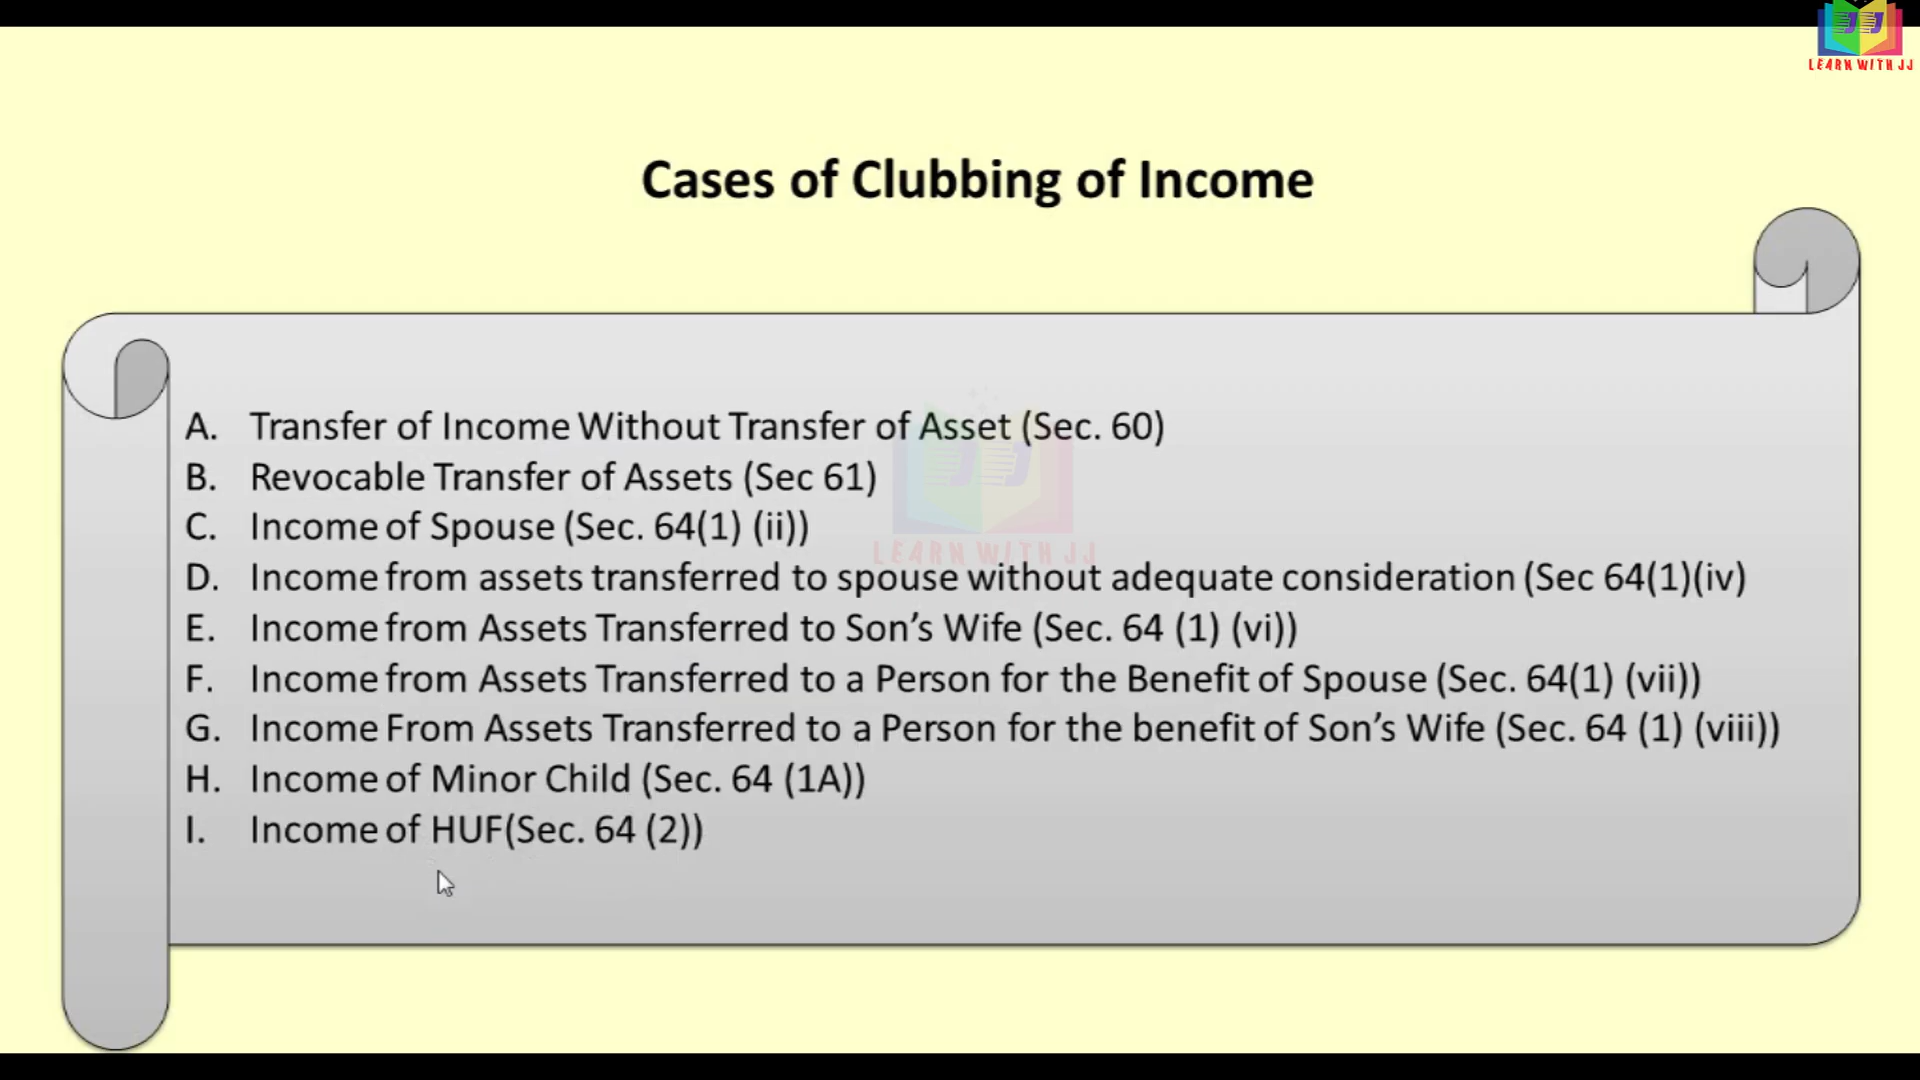 LEARN WITH JJ
Cases of Clubbing of Income
A. Transfer of Income Without Transfer of Asset (Sec. 60)
B. Revocable Transfer of Assets (Sec 61)
C. Income of Spouse (Sec. 64(1) (ii))
LEARN WITH JJ
D. Income from assets transferred to spouse without adequate consideration (Sec 64(1)(iv)
E. Income from Assets Transferred to Son's Wife (Sec. 64 (1) (vi))
F. Income from Assets Transferred to a Person for the Benefit of Spouse (Sec. 64(1) (vii))
G. Income From Assets Transferred to a Person for the benefit of Son's Wife (Sec. 64 (1) (viii))
H. Income of Minor Child (Sec. 64 (1A))
I. Income of HUF(Sec. 64 (2))